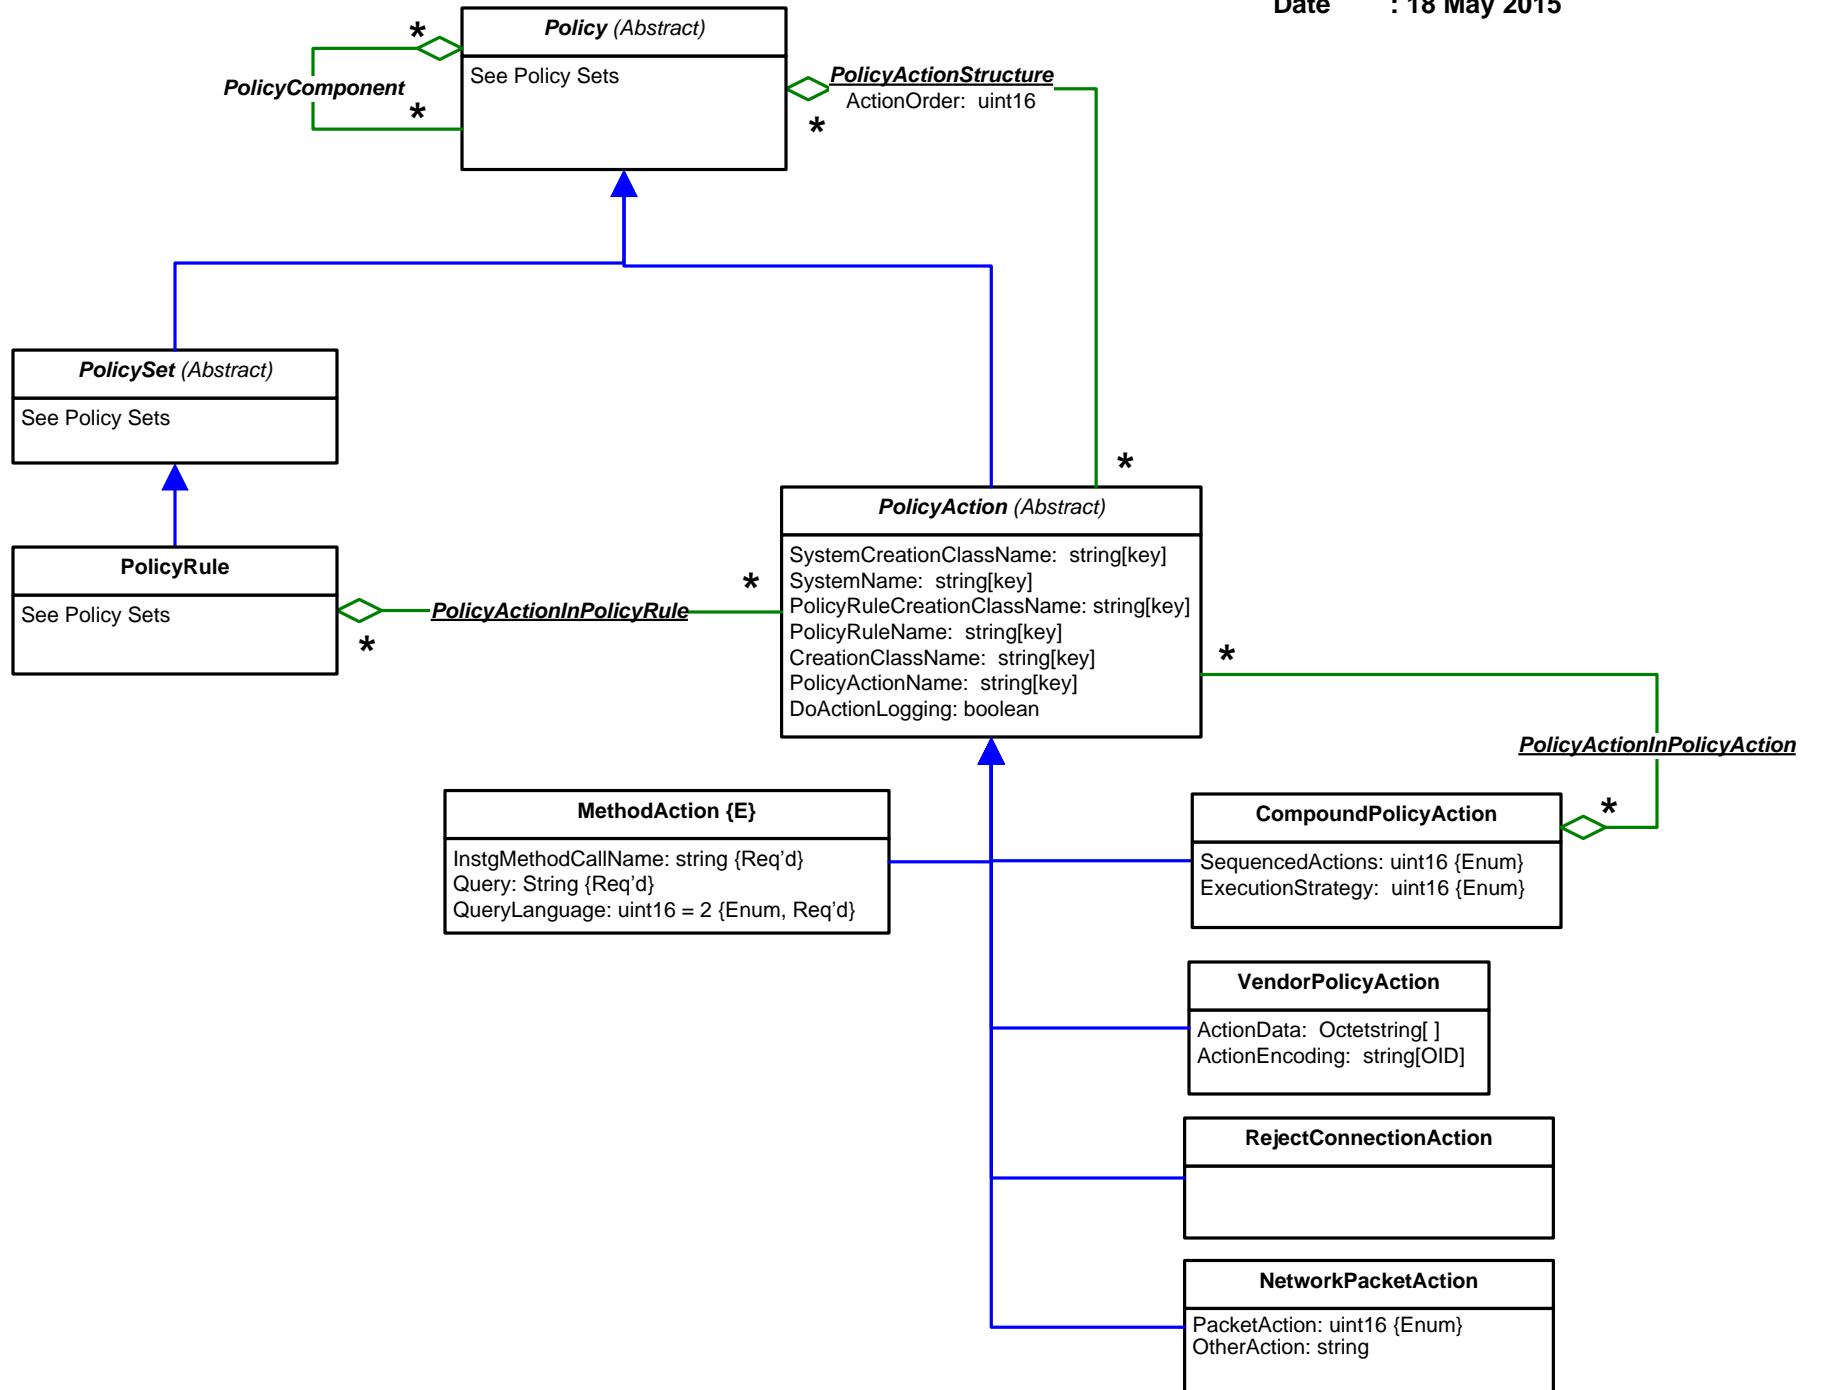 Date : 18 May 2015
*
Policy (Abstract)
See Policy Sets
PolicyComponent
*
PolicyActionStructure
ActionOrder: uint16
*
PolicySet (Abstract)
See Policy Sets
*
PolicyAction (Abstract)
SystemCreationClassName: string[key]
SystemName: string[key]
PolicyRuleCreationClassName: string[key]
PolicyRuleName: string[key]
CreationClassName: string[key]
PolicyActionName: string[key]
DoActionLogging: boolean
PolicyRule
See Policy Sets
*
PolicyActionInPolicyRule
*
*
PolicyActionInPolicyAction
*
MethodAction {E}
InstgMethodCallName: string {Req’d}
Query: String {Req’d}
QueryLanguage: uint16 = 2 {Enum, Req’d}
CompoundPolicyAction
SequencedActions: uint16 {Enum}
ExecutionStrategy: uint16 {Enum}
VendorPolicyAction
ActionData: Octetstring[ ]
ActionEncoding: string[OID]
RejectConnectionAction
NetworkPacketAction
PacketAction: uint16 {Enum}
OtherAction: string